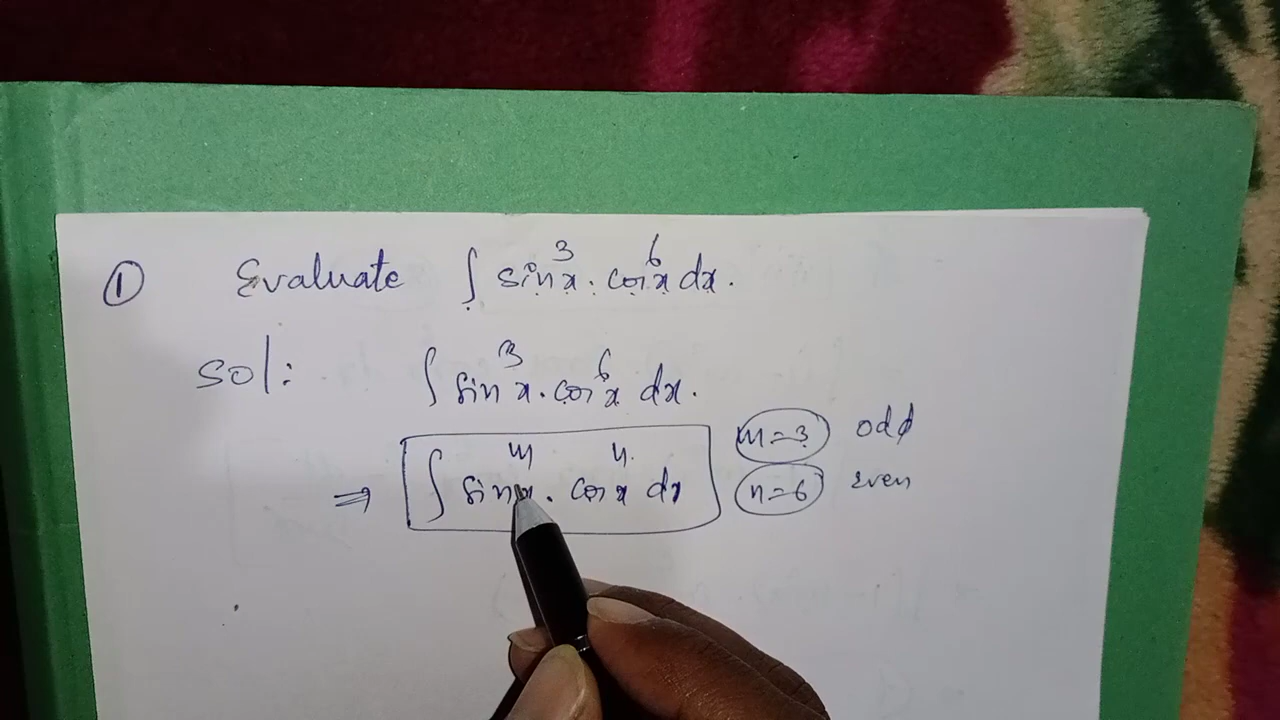 ① Evaluate ∫ sin³x · cos⁶x dx.
Sol: ∫ sin³x · cos⁶x dx.
m=3 odd
⇒ ∫ sinᵐx · cosⁿx dx n=6 even